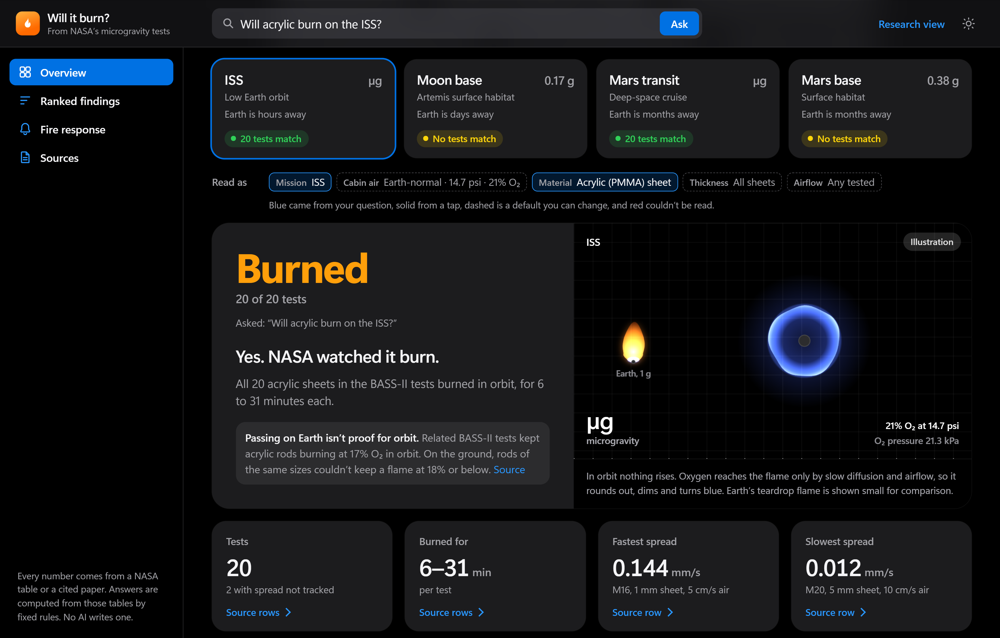 Will it burn?
From NASA's microgravity tests
Will acrylic burn on the ISS?
Ask
Research view
Overview
Ranked findings
Fire response
Sources
Every number comes from a NASA
table or a cited paper. Answers are
computed from those tables by
fixed rules. No AI writes one.
ISS
µg
Low Earth orbit
Earth is hours away
20 tests match
Moon base
0.17 g
Artemis surface habitat
Earth is days away
No tests match
Mars transit
µg
Deep-space cruise
Earth is months away
20 tests match
Mars base
0.38 g
Surface habitat
Earth is months away
No tests match
Read as
Mission ISS
Cabin air Earth-normal · 14.7 psi · 21% O₂
Material Acrylic (PMMA) sheet
Thickness All sheets
Airflow Any tested
Blue came from your question, solid from a tap, dashed is a default you can change, and red couldn't be read.
Burned
20 of 20 tests
Asked: “Will acrylic burn on the ISS?”
Yes. NASA watched it burn.
All 20 acrylic sheets in the BASS-II tests burned in orbit, for 6
to 31 minutes each.
Passing on Earth isn't proof for orbit. Related BASS-II tests kept
acrylic rods burning at 17% O₂ in orbit. On the ground, rods of
the same sizes couldn't keep a flame at 18% or below. Source
ISS
Illustration
Earth, 1 g
µg
microgravity
21% O₂ at 14.7 psi
O₂ pressure 21.3 kPa
In orbit nothing rises. Oxygen reaches the flame only by slow diffusion and airflow, so it
rounds out, dims and turns blue. Earth's teardrop flame is shown small for comparison.
Tests
20
2 with spread not tracked
Source rows
Burned for
6–31 min
per test
Source rows
Fastest spread
0.144 mm/s
M16, 1 mm sheet, 5 cm/s air
Source row
Slowest spread
0.012 mm/s
M20, 5 mm sheet, 10 cm/s air
Source row